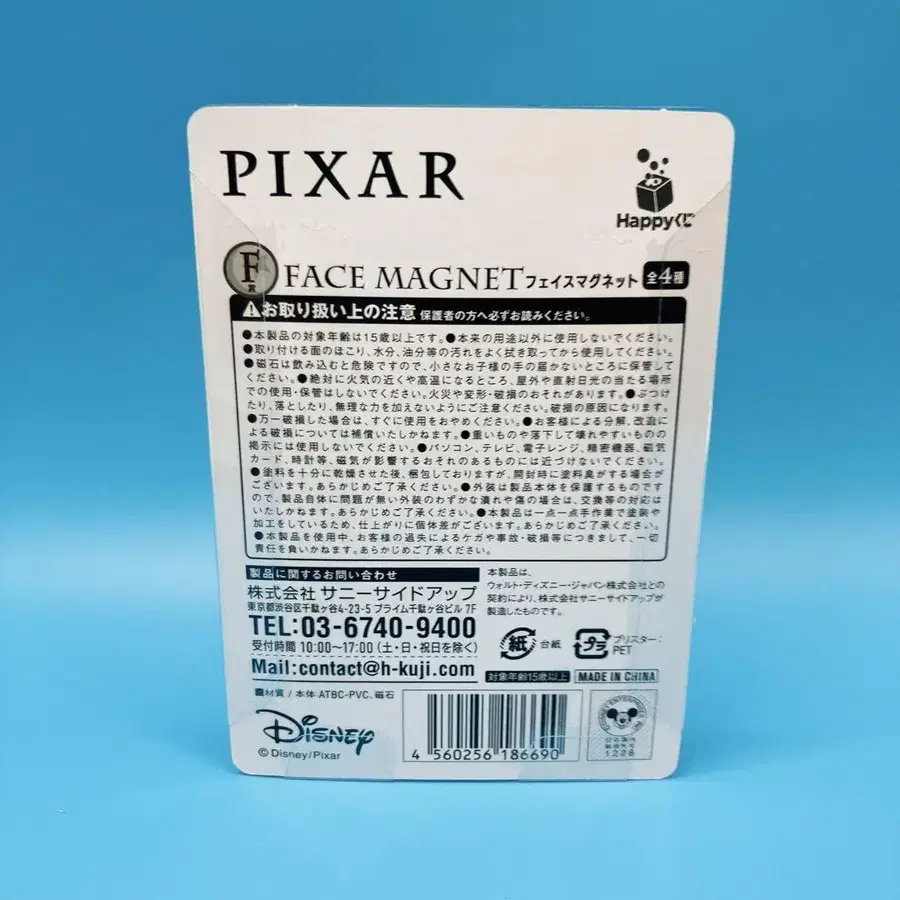 PIXAR
Happyくじ
F賞 FACE MAGNET フェイスマグネット 全4種
お取り扱い上の注意 保護者の方へ必ずお読みください。
●本製品の対象年齢は15歳以上です。●本来の用途以外に使用しないでください。
●取り付ける面のほこり、水分、油分等の汚れをよく拭き取ってから使用してください。
●磁石は飲み込むと危険ですので、小さなお子様の手の届かないところに保管して
ください。●絶対に火気の近くや高温になるところ、屋外や直射日光の当たる場所
での使用・保管はしないでください。火災や変形・破損のおそれがあります。●ぶつけ
たり、落としたり、無理な力を加えないようにご注意ください。破損の原因になります。
●万一破損した場合は、すぐに使用をおやめください。●お客様による分解、改造に
よる破損については補償いたしかねます。●重いものや落下して壊れやすいものの
掲示には使用しないでください。●パソコン、テレビ、電子レンジ、精密機器、磁気
カード、時計等、磁気が影響するおそれのあるものには近づけないでください。
●塗料を十分に乾燥させた後、梱包しておりますが、開封時に塗料臭がする場合が
ございます。あらかじめご了承ください。●外装は製品本体を保護するものです
ので、製品自体に問題が無い外装のわずかな潰れや傷の場合は、交換等の対応は
いたしかねます。あらかじめご了承ください。●本製品は一点一点手作業で塗装や
加工をしているため、仕上がりに個体差がございます。あらかじめご了承ください。
●本製品を使用中、お客様の過失によるケガや事故・破損等につきまして、一切
責任を負いかねます。あらかじめご了承ください。
製品に関するお問い合わせ
株式会社 サニーサイドアップ
東京都渋谷区千駄ヶ谷4-23-5 プライム千駄ヶ谷ビル 7F
TEL:03-6740-9400
受付時間 10:00~17:00（土・日・祝日を除く）
Mail:contact@h-kuji.com
本製品は、
ウォルト・ディズニー・ジャパン株式会社との
契約により、株式会社サニーサイドアップが
製造したものです。
紙 台紙
プラ ブリスター：
PET
対象年齢15歳以上
MADE IN CHINA
■材質／本体:ATBC-PVC、磁石
Disney
©Disney/Pixar
4 560256 186690
1228